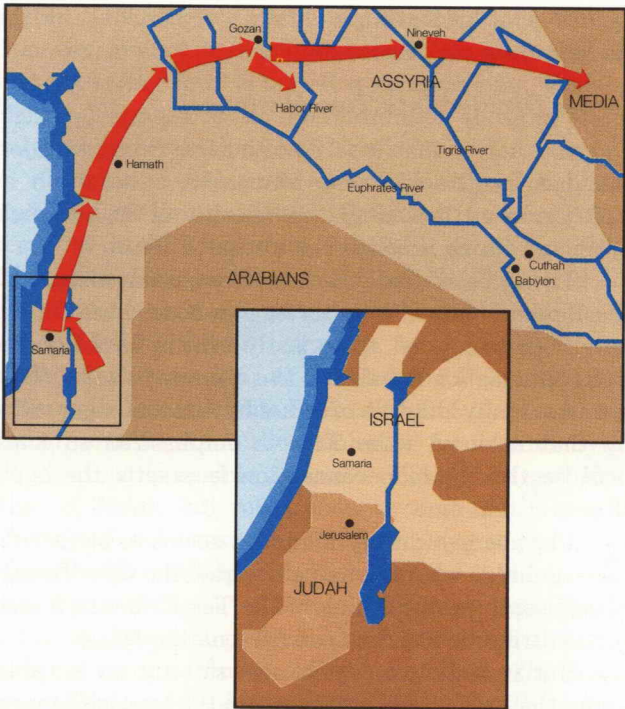 Gozan
Nineveh
ASSYRIA
MEDIA
Habor River
Hamath
Tigris River
Euphrates River
ARABIANS
Cuthah
Babylon
Samaria
ISRAEL
Samaria
Jerusalem
JUDAH